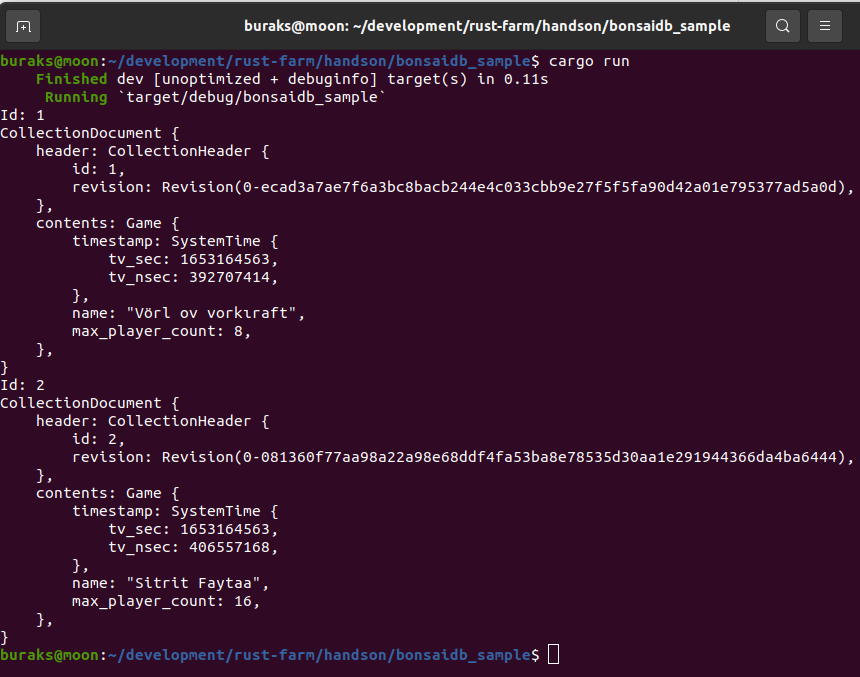 buraks@moon: ~/development/rust-farm/handson/bonsaidb_sample
buraks@moon:~/development/rust-farm/handson/bonsaidb_sample$ cargo run
    Finished dev [unoptimized + debuginfo] target(s) in 0.11s
     Running `target/debug/bonsaidb_sample`
Id: 1
CollectionDocument {
    header: CollectionHeader {
        id: 1,
        revision: Revision(0-ecad3a7ae7f6a3bc8bacb244e4c033cbb9e27f5f5fa90d42a01e795377ad5a0d),
    },
    contents: Game {
        timestamp: SystemTime {
            tv_sec: 1653164563,
            tv_nsec: 392707414,
        },
        name: "Vörl ov vorkıraft",
        max_player_count: 8,
    },
}
Id: 2
CollectionDocument {
    header: CollectionHeader {
        id: 2,
        revision: Revision(0-081360f77aa98a22a98e68ddf4fa53ba8e78535d30aa1e291944366da4ba6444),
    },
    contents: Game {
        timestamp: SystemTime {
            tv_sec: 1653164563,
            tv_nsec: 406557168,
        },
        name: "Sitrit Faytaa",
        max_player_count: 16,
    },
}
buraks@moon:~/development/rust-farm/handson/bonsaidb_sample$